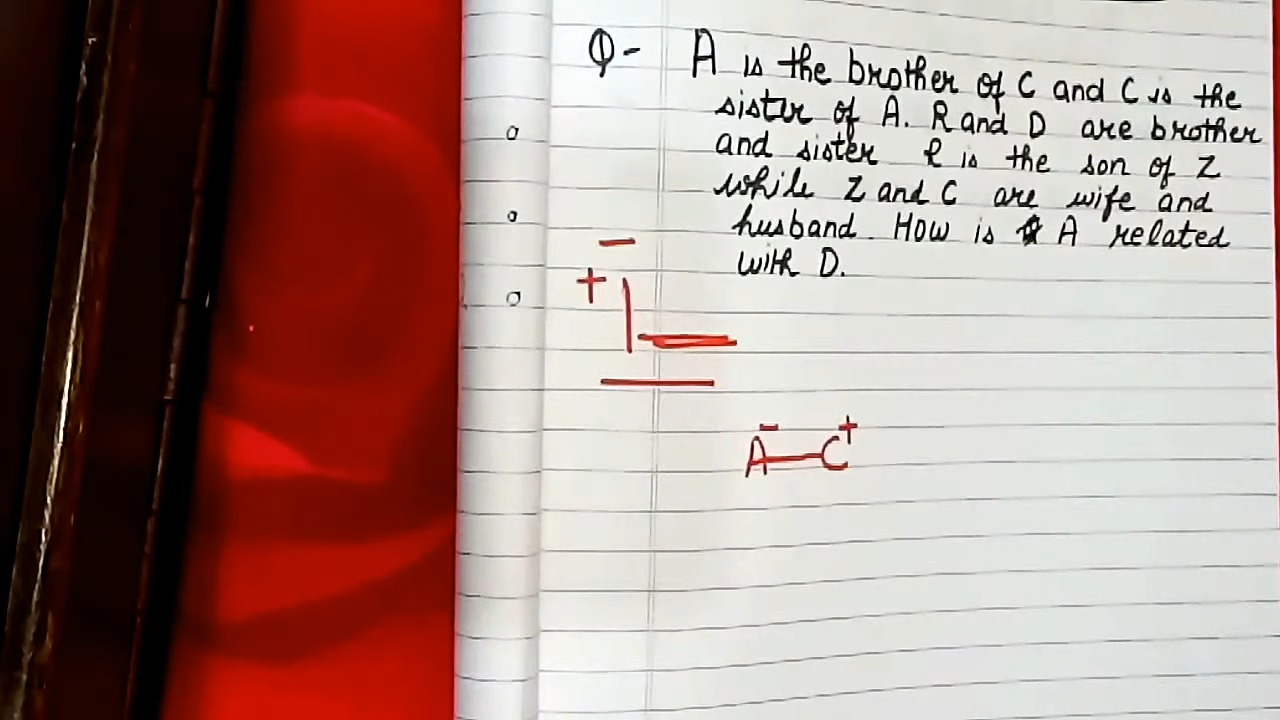 Q- A is the brother of C and C is the
sister of A. R and D are brother
and sister R is the son of Z
while Z and C are wife and
husband. How is A related
with D.
-
+
A- — C+